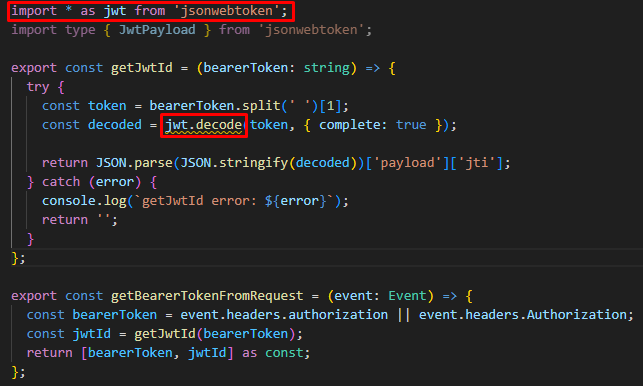 import * as jwt from 'jsonwebtoken';
import type { JwtPayload } from 'jsonwebtoken';
export const getJwtId = (bearerToken: string) => {
try {
const token = bearerToken.split(' ')[1];
const decoded = jwt.decode token, { complete: true });
return JSON.parse(JSON.stringify(decoded))['payload']['jti'];
} catch (error) {
console.log(`getJwtId error: ${error}`);
return '';
}
};
export const getBearerTokenFromRequest = (event: Event) => {
const bearerToken = event.headers.authorization || event.headers.Authorization;
const jwtId = getJwtId(bearerToken);
return [bearerToken, jwtId] as const;
};